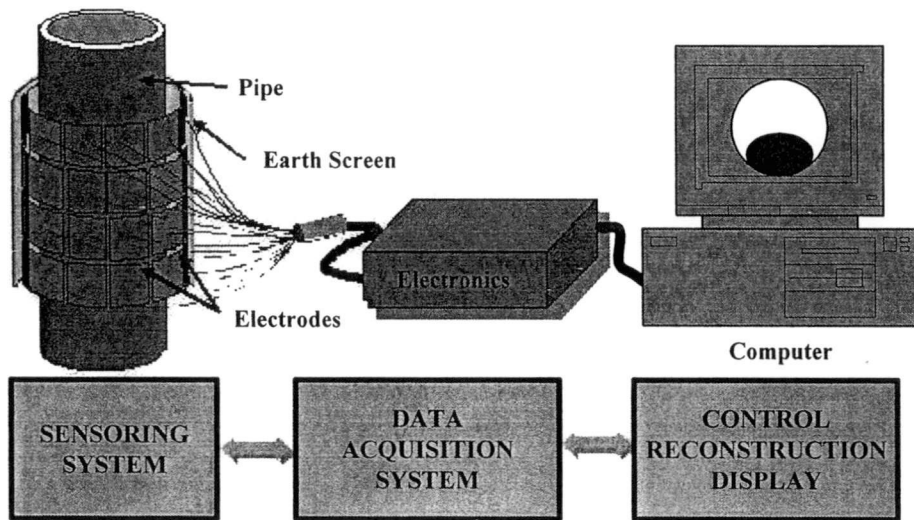 Pipe
Earth Screen
Electronics
Electrodes
Computer
SENSORING
SYSTEM
DATA
ACQUISITION
SYSTEM
CONTROL
RECONSTRUCTION
DISPLAY